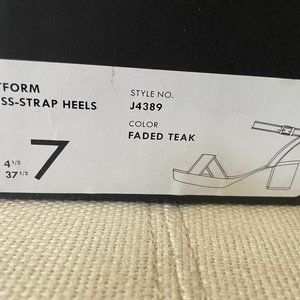 TFORM
SS-STRAP HEELS
7
4 1/2
37 1/2
STYLE NO.
J4389
COLOR
FADED TEAK